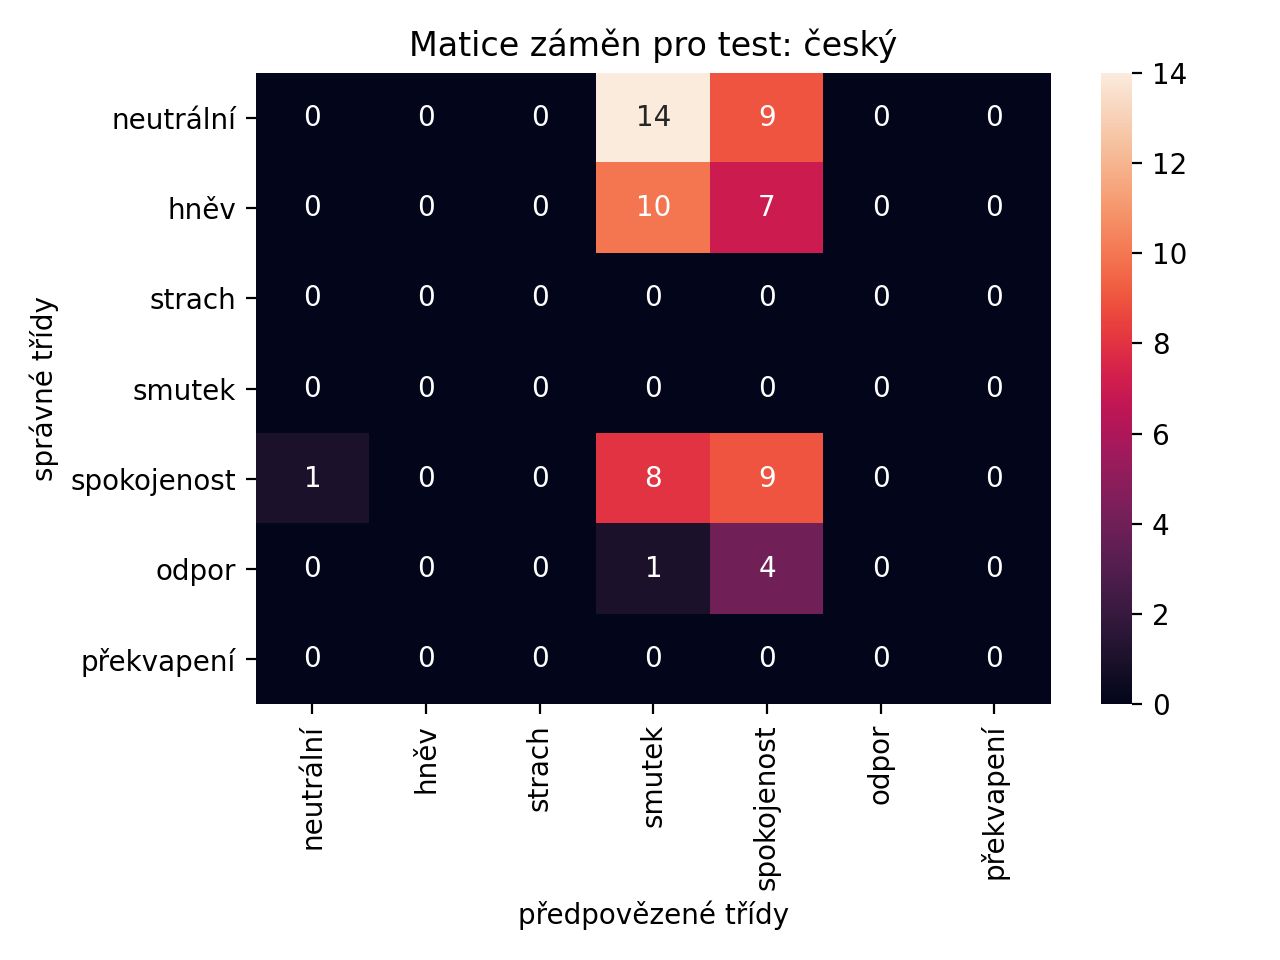 Matice záměn pro test: český
neutrální 0 0 0 14 9 0 0
hněv 0 0 0 10 7 0 0
strach 0 0 0 0 0 0 0
smutek 0 0 0 0 0 0 0
spokojenost 1 0 0 8 9 0 0
odpor 0 0 0 1 4 0 0
překvapení 0 0 0 0 0 0 0
správné třídy
neutrální
hněv
strach
smutek
spokojenost
odpor
překvapení
předpovězené třídy
14
12
10
8
6
4
2
0